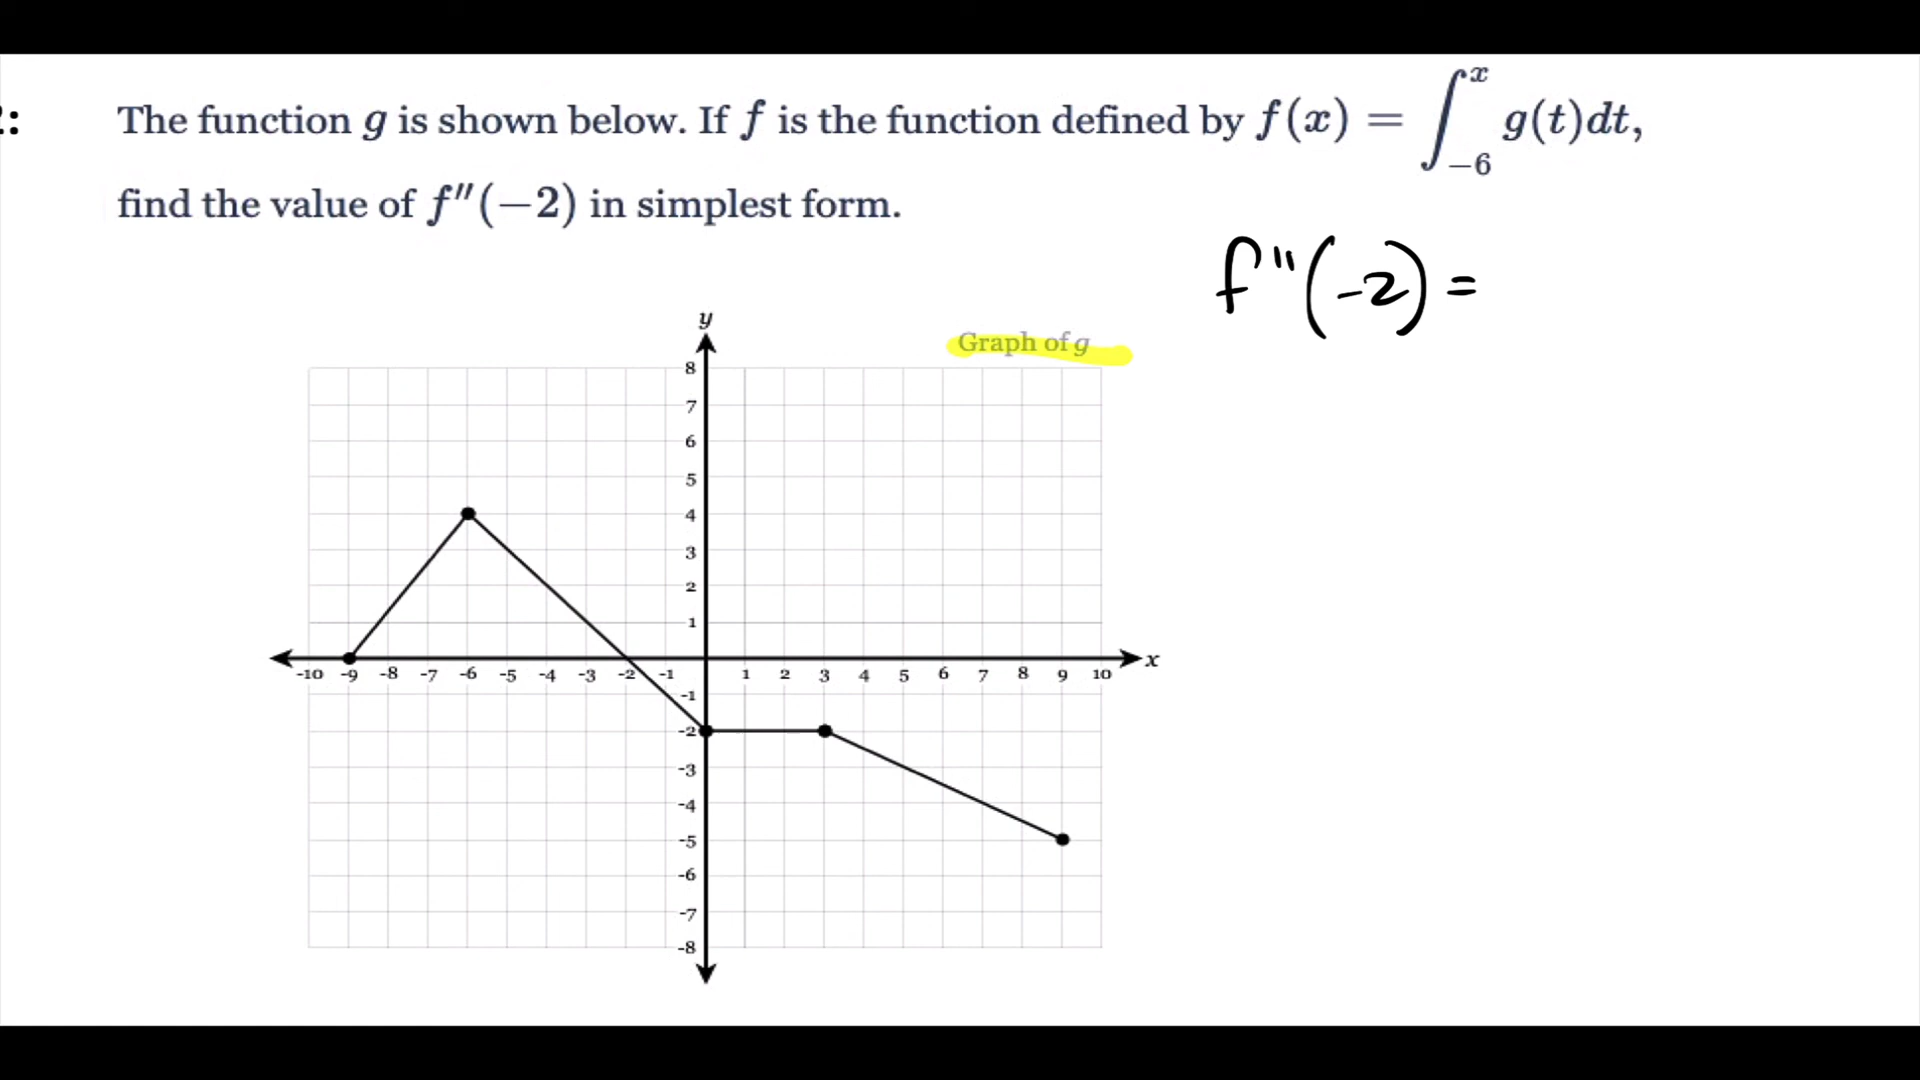 2:
The function g is shown below. If f is the function defined by f(x) = ∫_{-6}^{x} g(t)dt,
find the value of f″(−2) in simplest form.
f″(-2) =
y
Graph of g
8
7
6
5
4
3
2
1
-10 -9 -8 -7 -6 -5 -4 -3 -2 -1 1 2 3 4 5 6 7 8 9 10 x
-1
-2
-3
-4
-5
-6
-7
-8